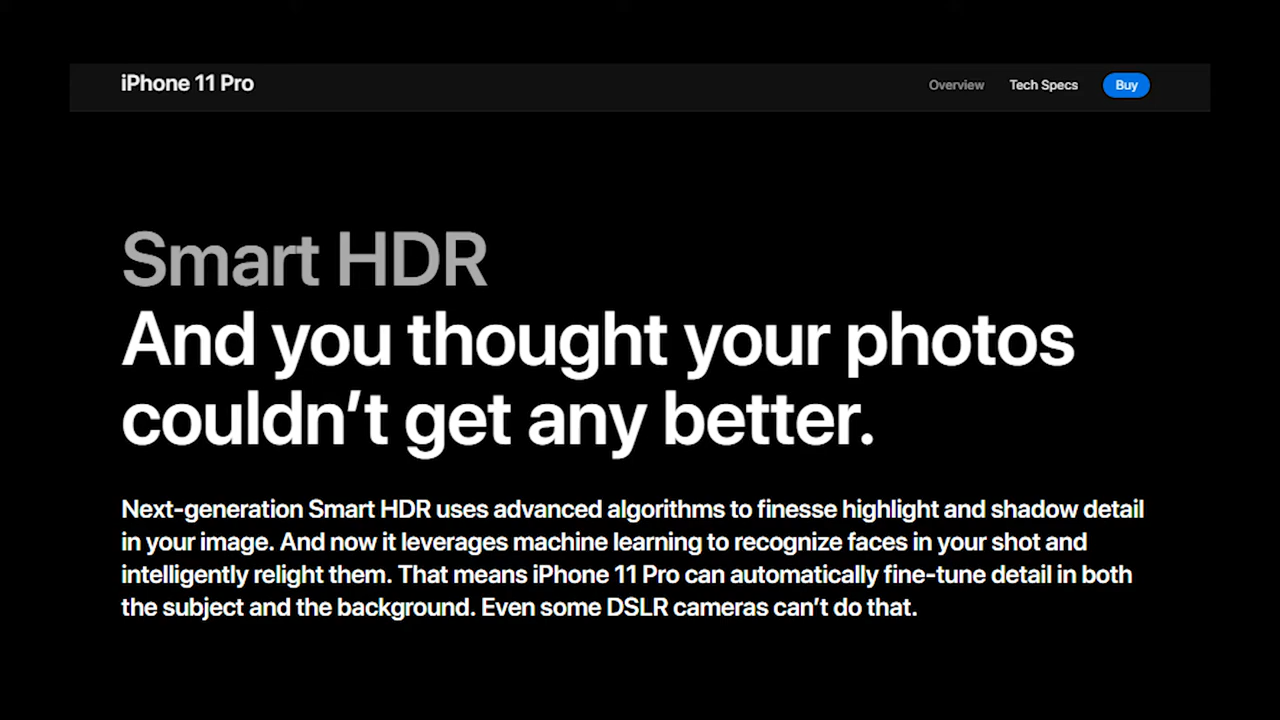 iPhone 11 Pro
Overview Tech Specs Buy
Smart HDR
And you thought your photos
couldn’t get any better.
Next-generation Smart HDR uses advanced algorithms to finesse highlight and shadow detail
in your image. And now it leverages machine learning to recognize faces in your shot and
intelligently relight them. That means iPhone 11 Pro can automatically fine-tune detail in both
the subject and the background. Even some DSLR cameras can’t do that.